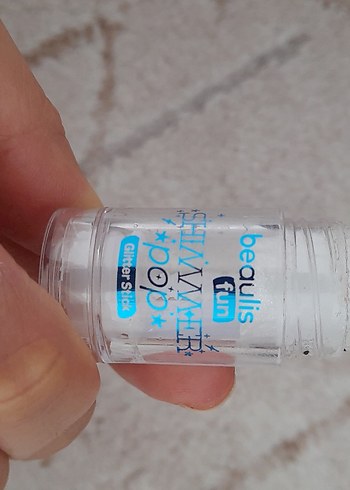 beaulis
fun
SHIMMER
pop
Glitter Stick